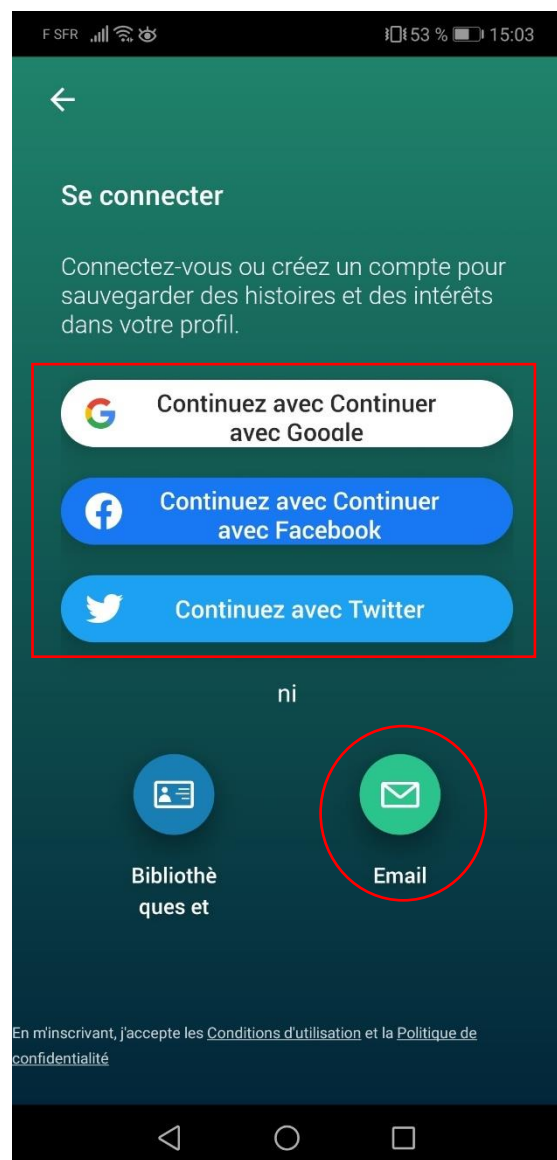 F SFR 53 % 15:03
Se connecter
Connectez-vous ou créez un compte pour
sauvegarder des histoires et des intérêts
dans votre profil.
Continuez avec Continuer
avec Google
Continuez avec Continuer
avec Facebook
Continuez avec Twitter
ni
Bibliothè
ques et
Email
En m'inscrivant, j'accepte les Conditions d'utilisation et la Politique de
confidentialité